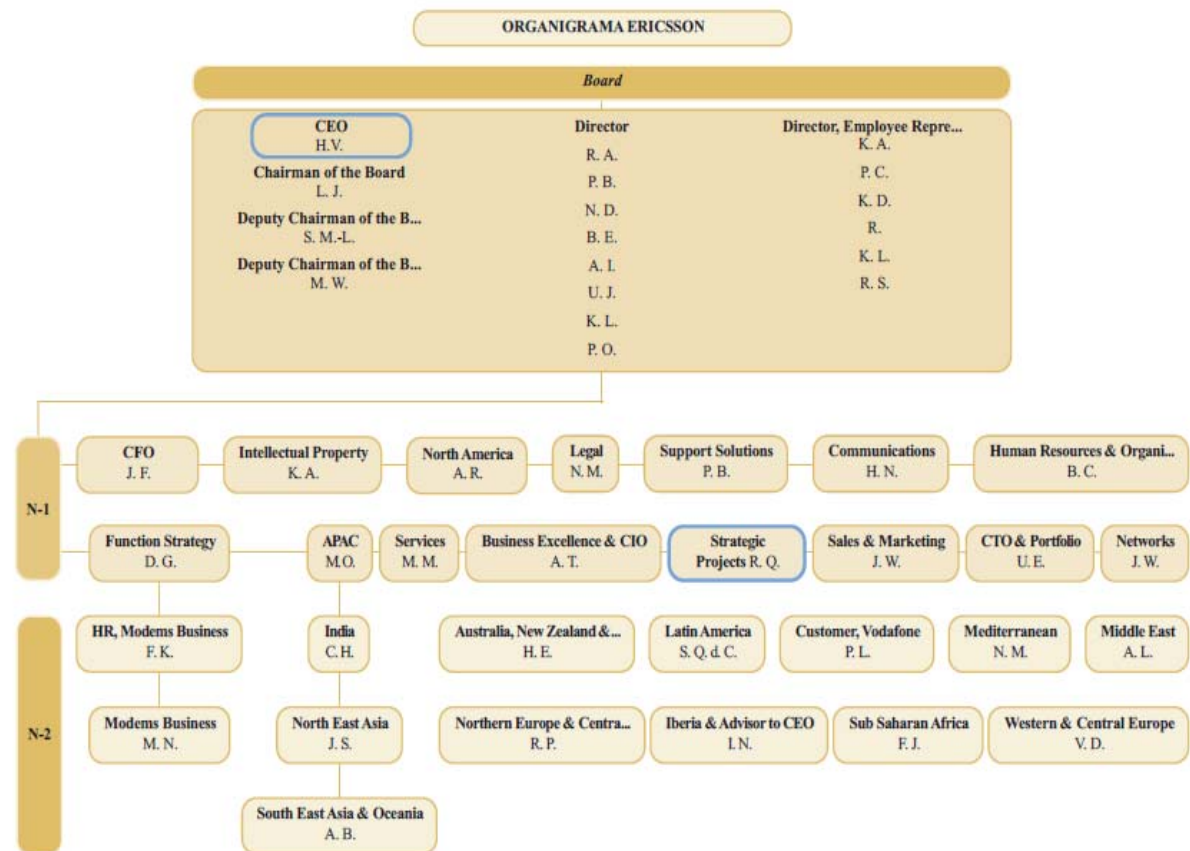 ORGANIGRAMA ERICSSON
Board
CEO
H.V.
Chairman of the Board
L. J.
Deputy Chairman of the B...
S. M.-L.
Deputy Chairman of the B...
M. W.
Director
R. A.
P. B.
N. D.
B. E.
A. I.
U. J.
K. L.
P. O.
Director, Employee Repre...
K. A.
P. C.
K. D.
R.
K. L.
R. S.
N-1
CFO
J. F.
Intellectual Property
K. A.
North America
A. R.
Legal
N. M.
Support Solutions
P. B.
Communications
H. N.
Human Resources & Organi...
B. C.
Function Strategy
D. G.
APAC
M.O.
Services
M. M.
Business Excellence & CIO
A. T.
Strategic
Projects R. Q.
Sales & Marketing
J. W.
CTO & Portfolio
U. E.
Networks
J. W.
N-2
HR, Modems Business
F. K.
India
C. H.
Australia, New Zealand &...
H. E.
Latin America
S. Q. d. C.
Customer, Vodafone
P. L.
Mediterranean
N. M.
Middle East
A. L.
Modems Business
M. N.
North East Asia
J. S.
Northern Europe & Centra...
R. P.
Iberia & Advisor to CEO
I. N.
Sub Saharan Africa
F. J.
Western & Central Europe
V. D.
South East Asia & Oceania
A. B.